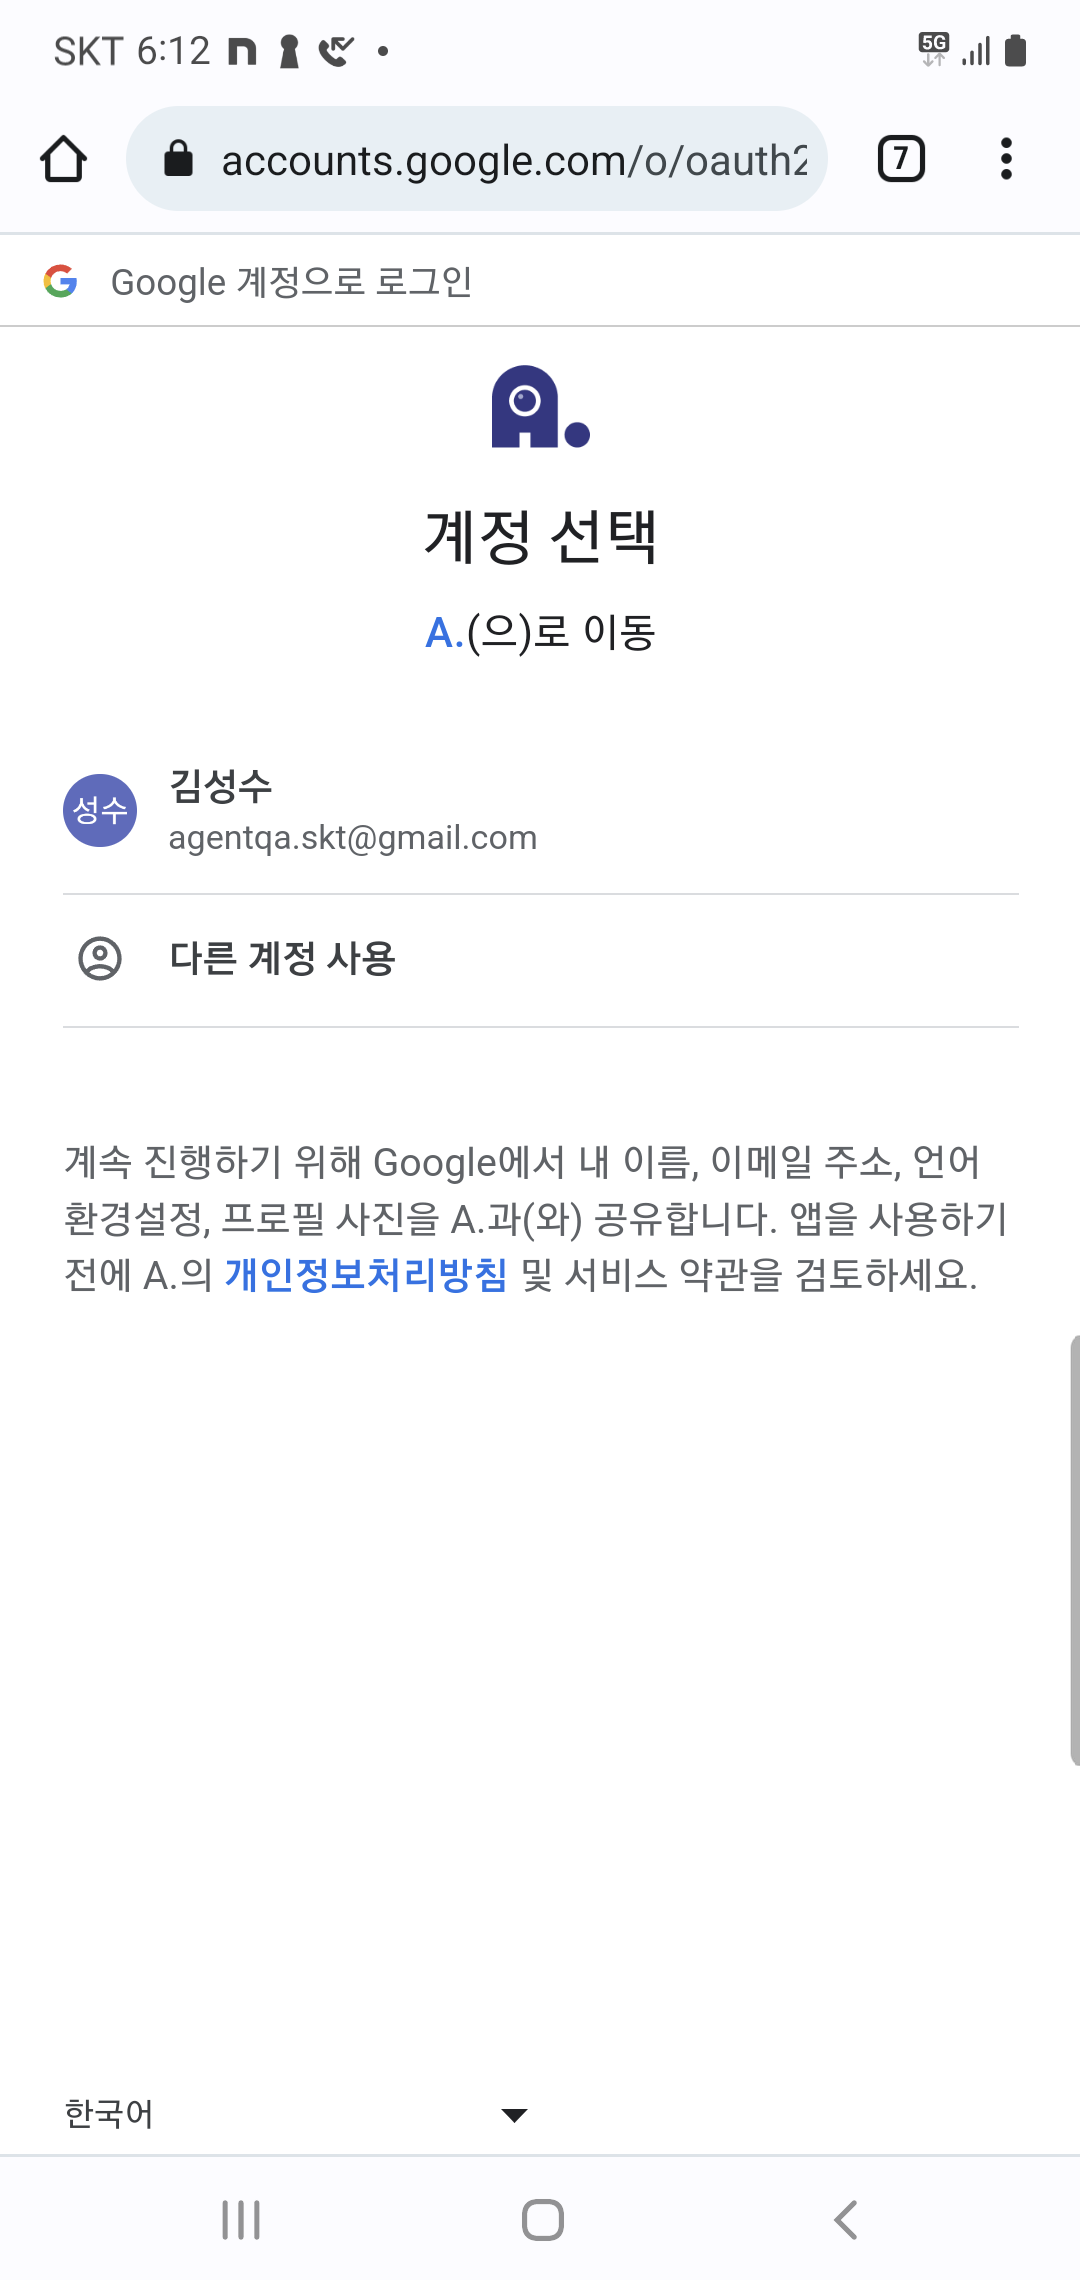 SKT 6:12
5G
accounts.google.com/o/oauth2
7
Google 계정으로 로그인
계정 선택
A.(으)로 이동
성수
김성수
agentqa.skt@gmail.com
다른 계정 사용
계속 진행하기 위해 Google에서 내 이름, 이메일 주소, 언어
환경설정, 프로필 사진을 A.과(와) 공유합니다. 앱을 사용하기
전에 A.의 개인정보처리방침 및 서비스 약관을 검토하세요.
한국어